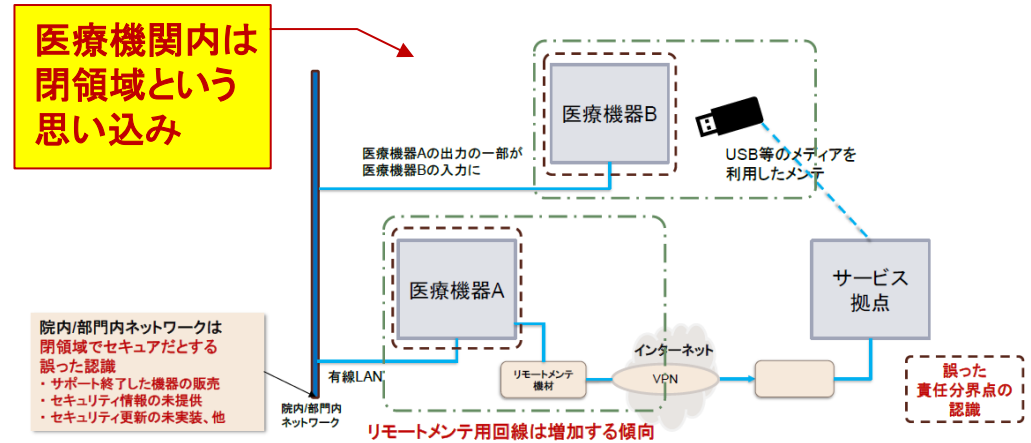 医療機関内は
閉領域という
思い込み
医療機器B
医療機器Aの出力の一部が
医療機器Bの入力に
USB等のメディアを
利用したメンテ
医療機器A
サービス
拠点
院内/部門内ネットワークは
閉領域でセキュアだとする
誤った認識
・サポート終了した機器の販売
・セキュリティ情報の未提供
・セキュリティ更新の未実装、他
有線LAN
リモートメンテ
機材
インターネット
VPN
誤った
責任分界点の
認識
院内/部門内
ネットワーク
リモートメンテ用回線は増加する傾向